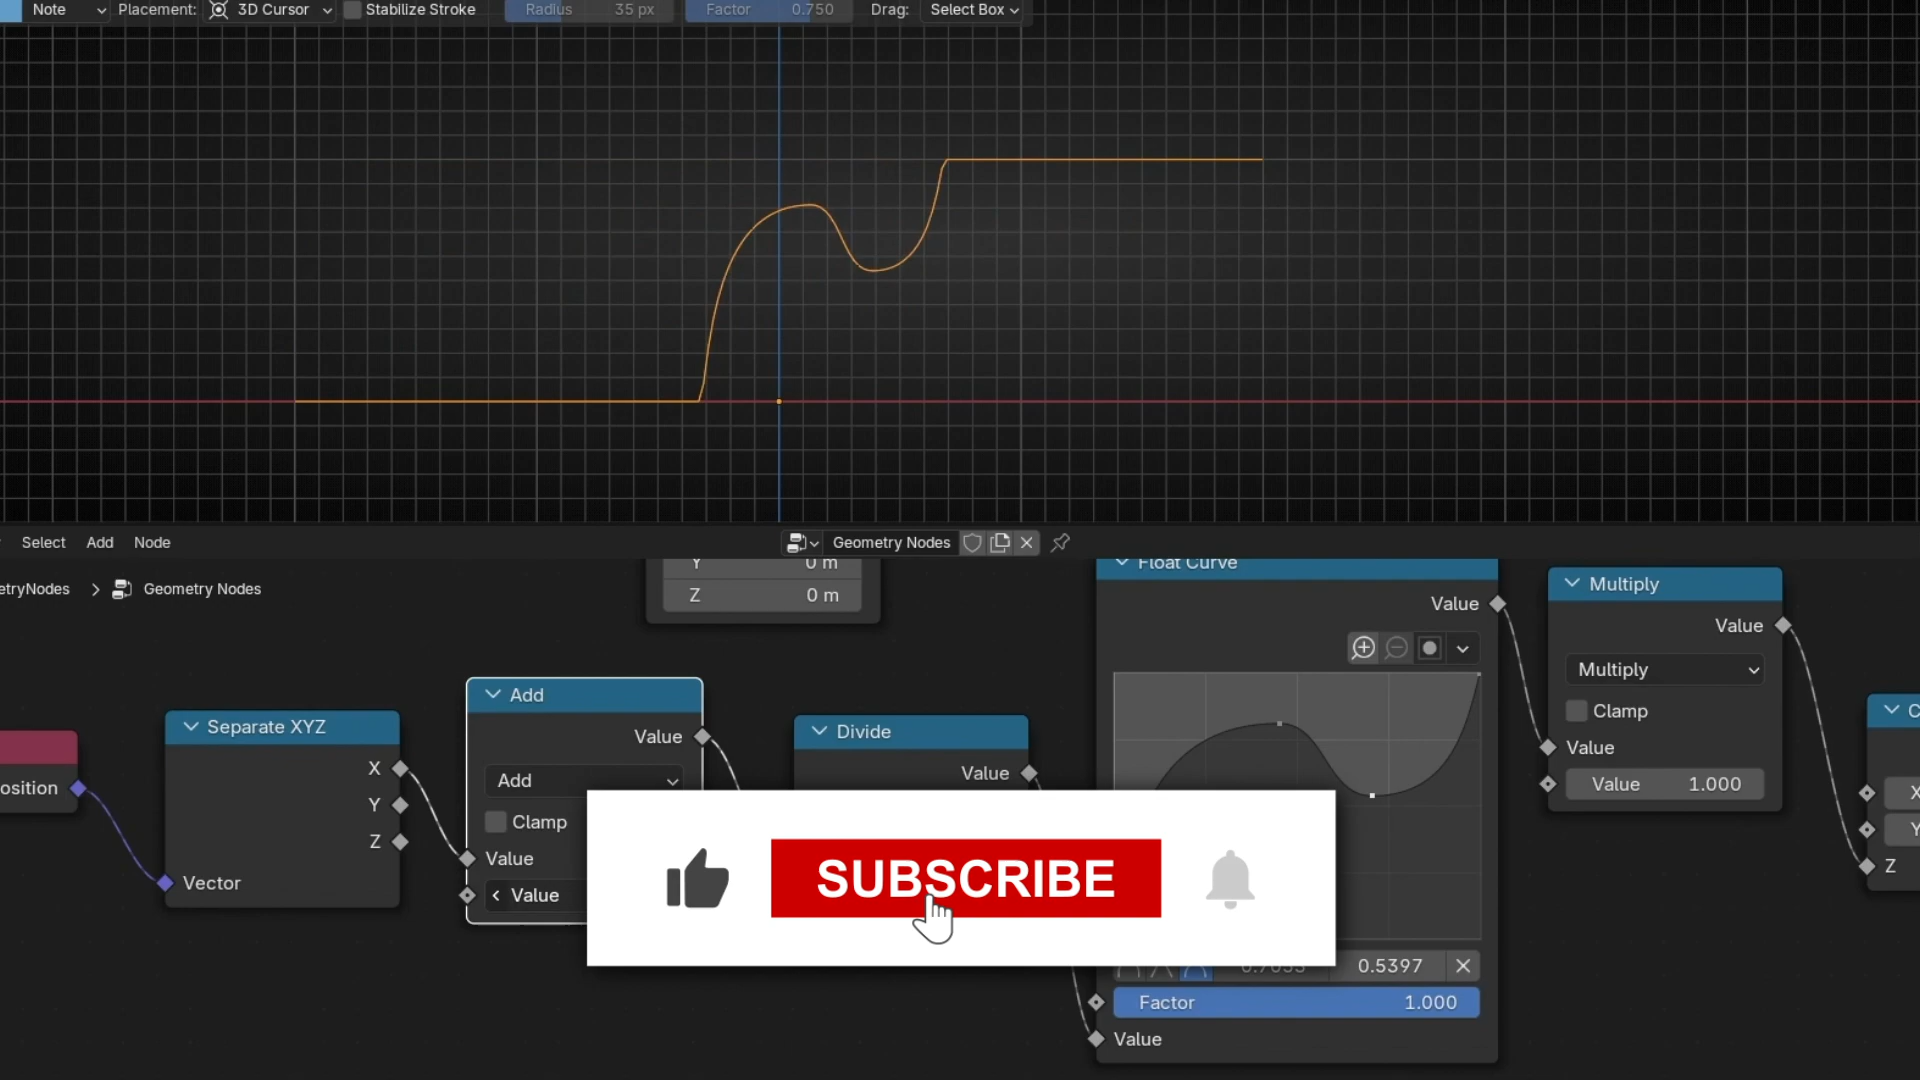 Note Placement: 3D Cursor Stabilize Stroke Radius 35 px Factor 0.750 Drag: Select Box
Select Add Node Geometry Nodes
etryNodes > Geometry Nodes
Y 0 m
Z 0 m
Float Curve
Value
Multiply
Value
Multiply
Clamp
Value
Value 1.000
Separate XYZ
X
Y
Z
Vector
osition
Add
Value
Add
Clamp
Value
Value
Divide
Value
SUBSCRIBE
0.5397
Factor 1.000
Value
C
X
Y
Z